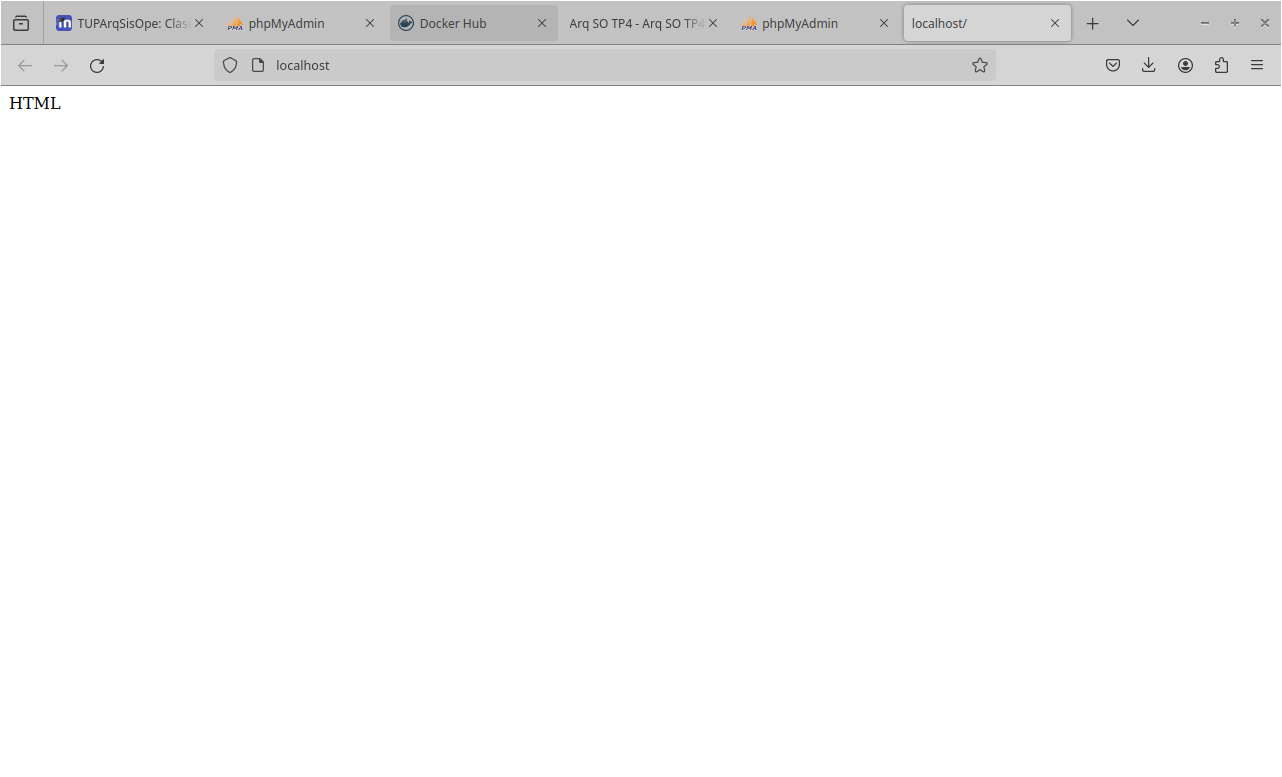 TUPArqSisOpe: Clas
phpMyAdmin
Docker Hub
Arq SO TP4 - Arq SO TP4
phpMyAdmin
localhost/
localhost
HTML